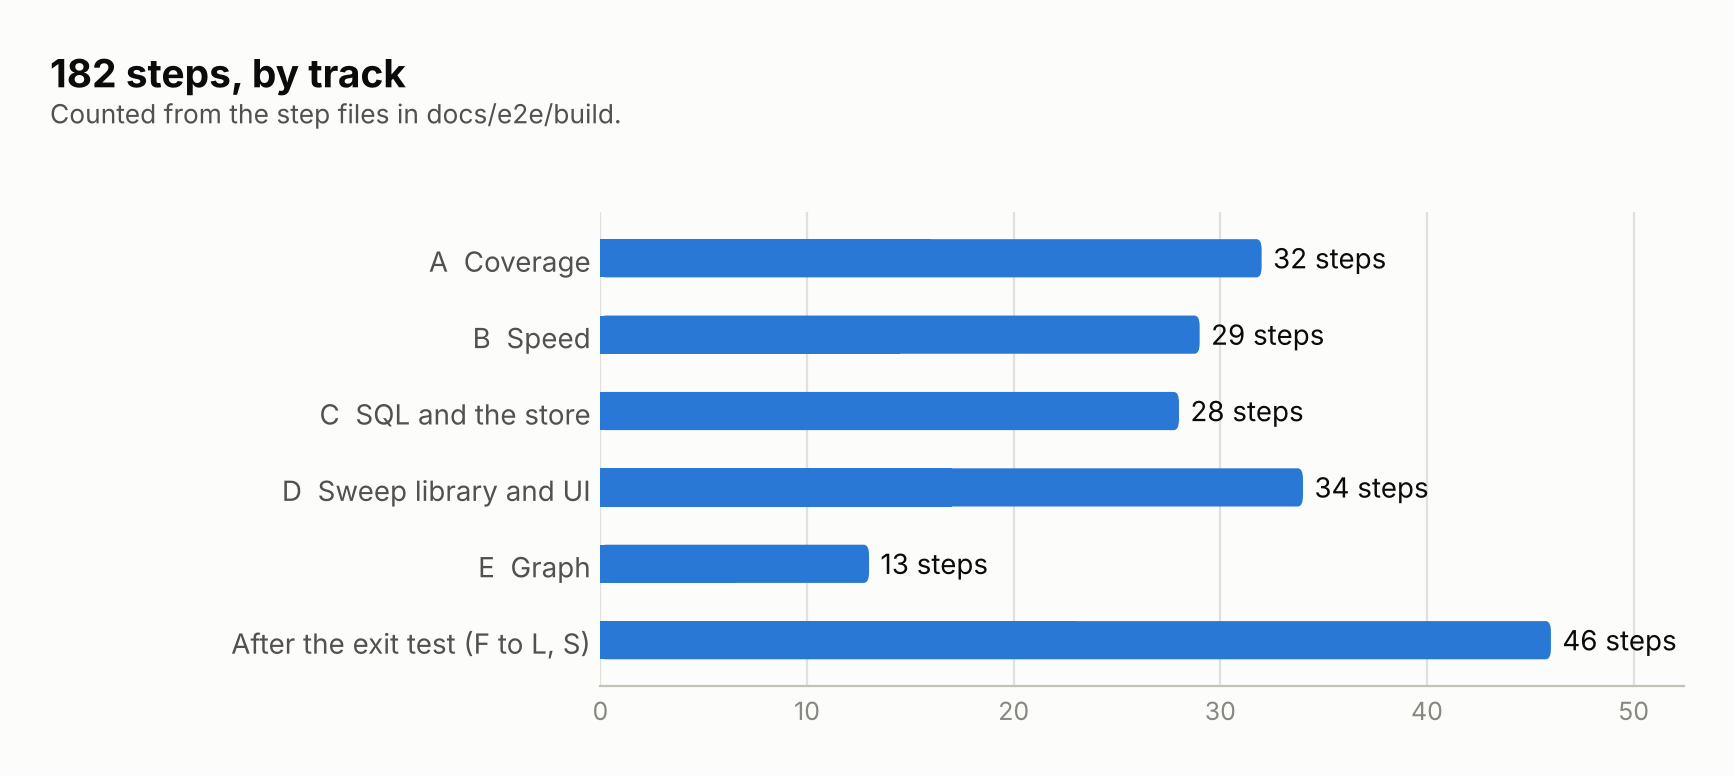 182 steps, by track
Counted from the step files in docs/e2e/build.
A Coverage 32 steps
B Speed 29 steps
C SQL and the store 28 steps
D Sweep library and UI 34 steps
E Graph 13 steps
After the exit test (F to L, S) 46 steps
0 10 20 30 40 50